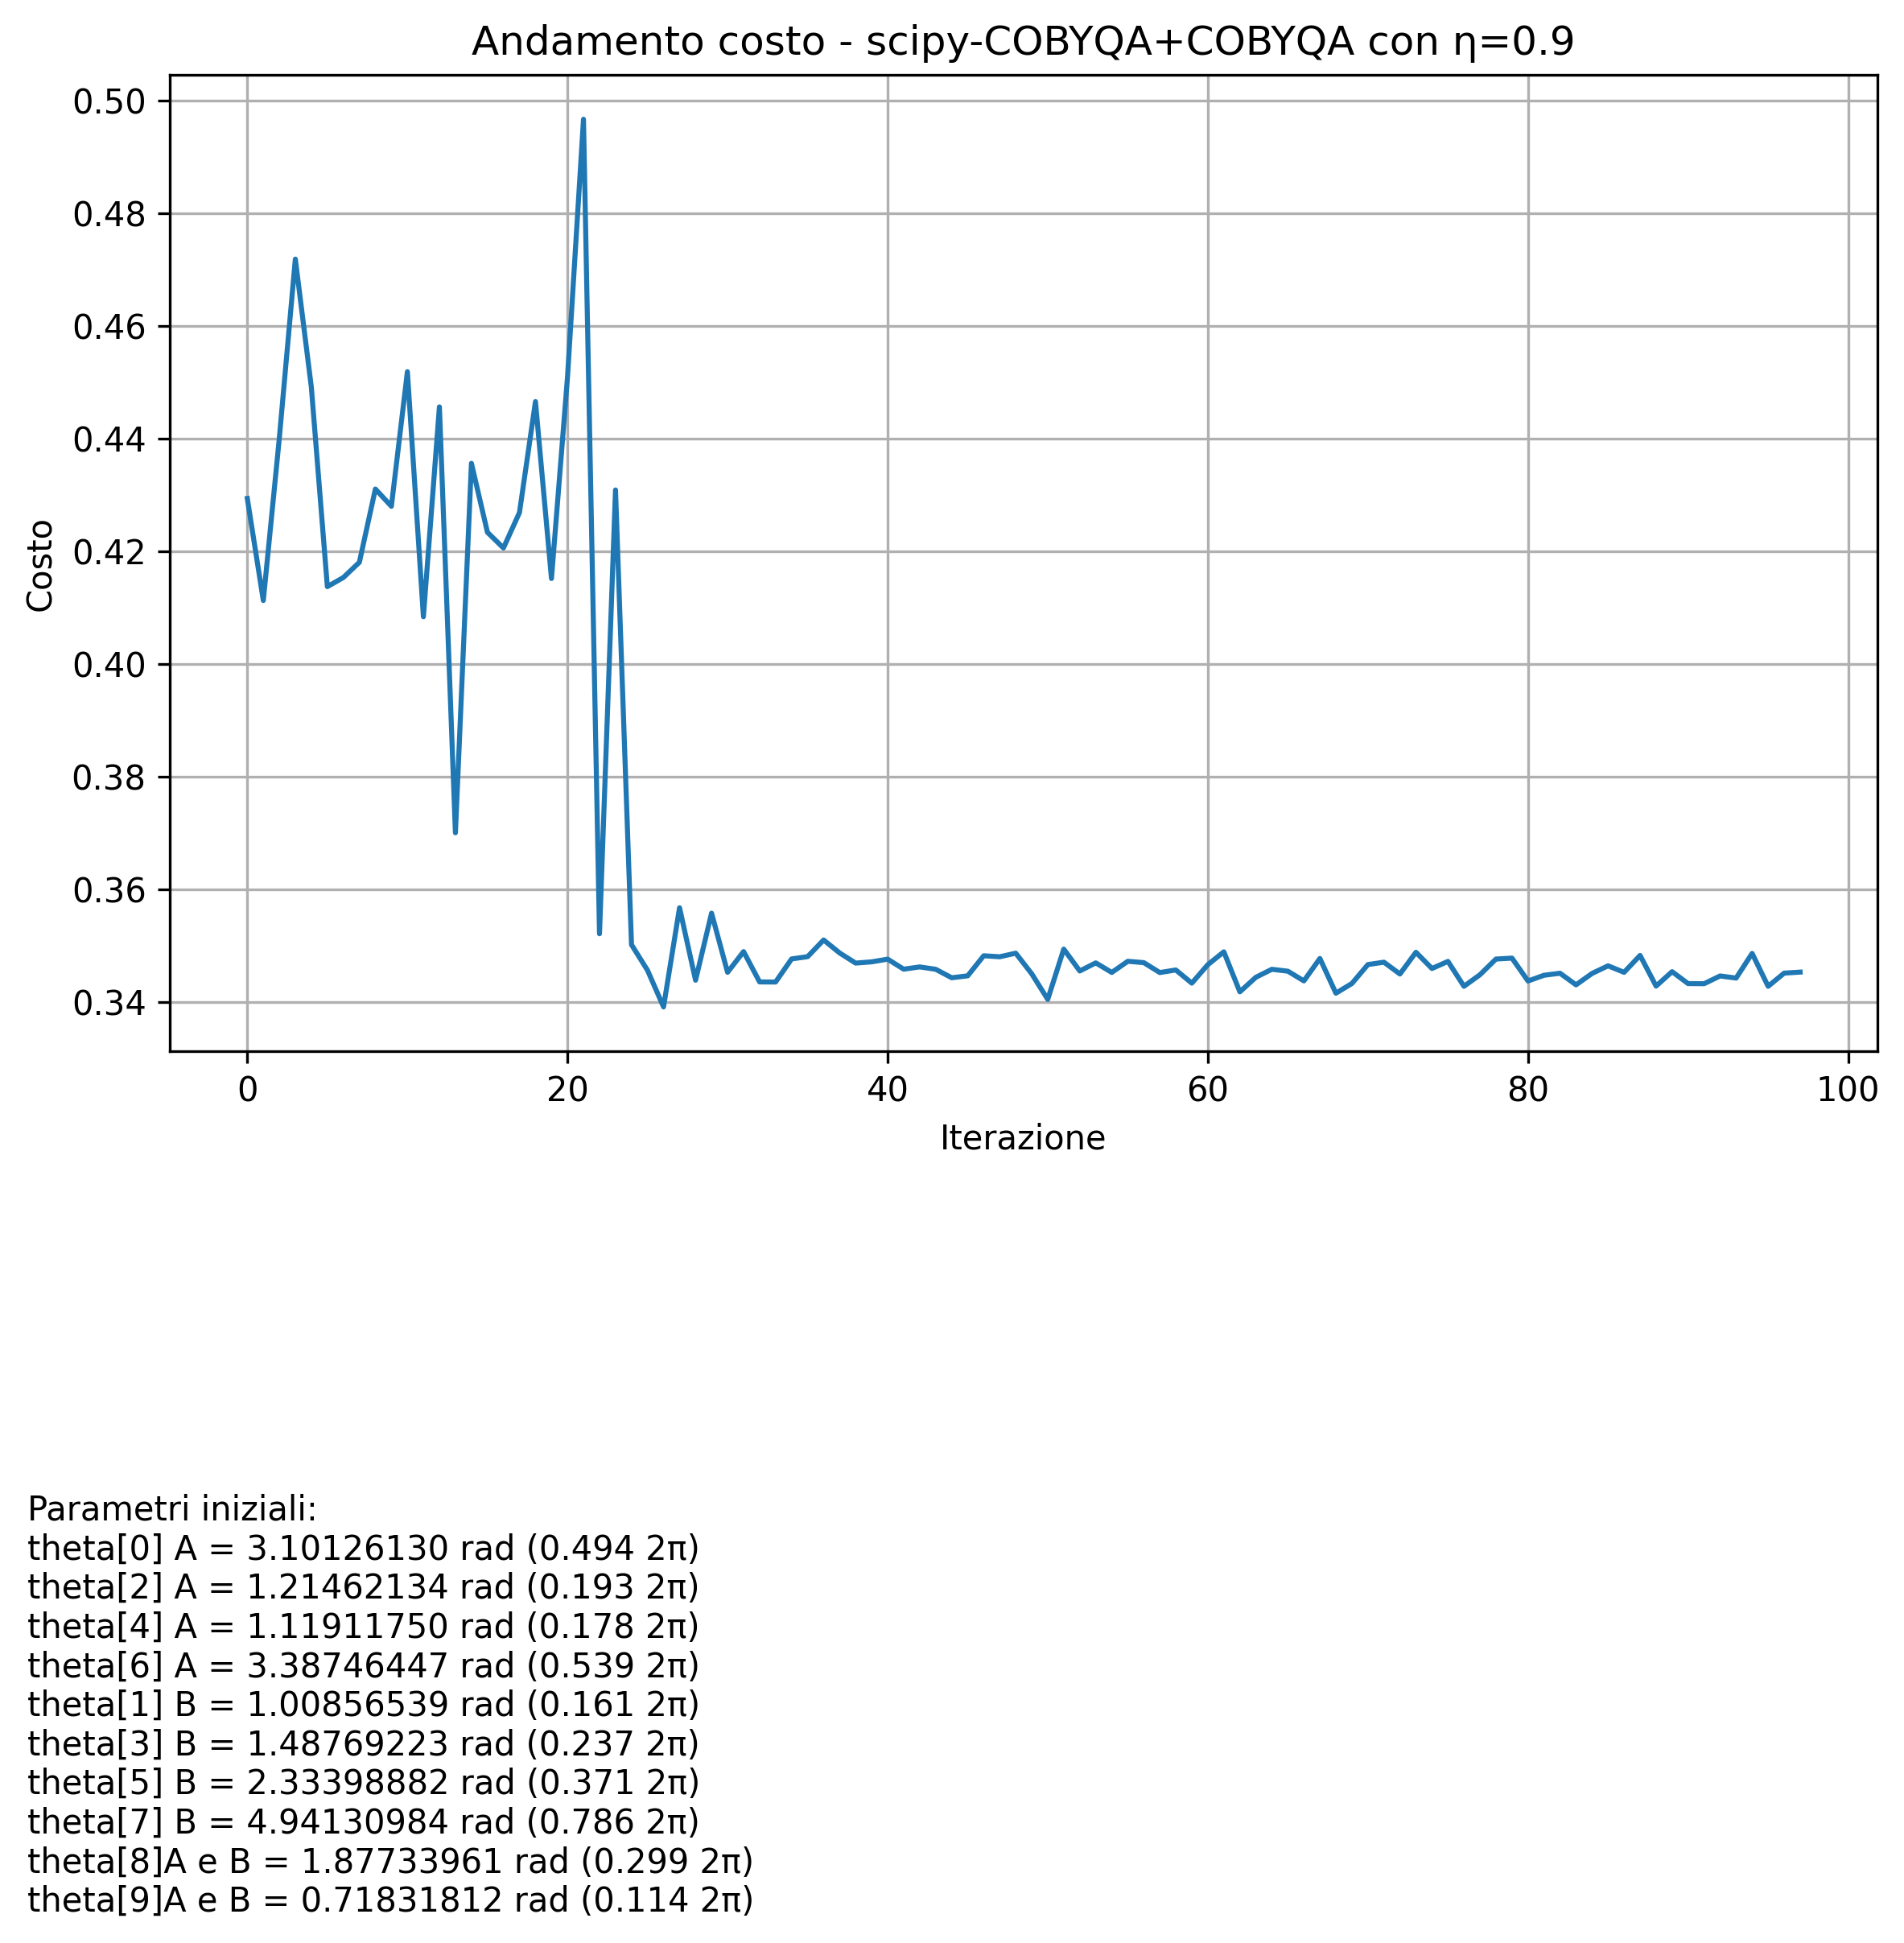 Andamento costo - scipy-COBYQA+COBYQA con η=0.9
0.50
0.48
0.46
0.44
0.42
0.40
0.38
0.36
0.34
Costo
0 20 40 60 80 100
Iterazione
Parametri iniziali:
theta[0] A = 3.10126130 rad (0.494 2π)
theta[2] A = 1.21462134 rad (0.193 2π)
theta[4] A = 1.11911750 rad (0.178 2π)
theta[6] A = 3.38746447 rad (0.539 2π)
theta[1] B = 1.00856539 rad (0.161 2π)
theta[3] B = 1.48769223 rad (0.237 2π)
theta[5] B = 2.33398882 rad (0.371 2π)
theta[7] B = 4.94130984 rad (0.786 2π)
theta[8]A e B = 1.87733961 rad (0.299 2π)
theta[9]A e B = 0.71831812 rad (0.114 2π)